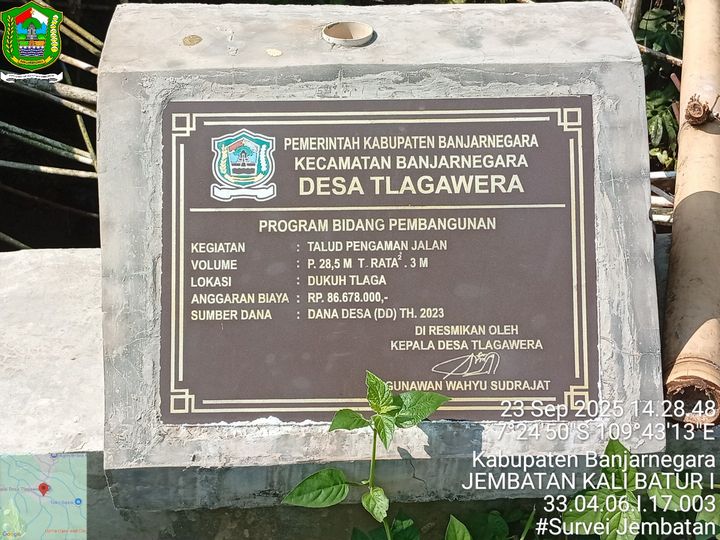 PEMERINTAH KABUPATEN BANJARNEGARA
KECAMATAN BANJARNEGARA
DESA TLAGAWERA
PROGRAM BIDANG PEMBANGUNAN
KEGIATAN : TALUD PENGAMAN JALAN
VOLUME : P. 28,5 M T. RATA² . 3 M
LOKASI : DUKUH TLAGA
ANGGARAN BIAYA : RP. 86.678.000,-
SUMBER DANA : DANA DESA (DD) TH. 2023
DI RESMIKAN OLEH
KEPALA DESA TLAGAWERA
GUNAWAN WAHYU SUDRAJAT
23 Sep 2025 14.28.48
7°24'50"S 109°43'13"E
Kabupaten Banjarnegara
JEMBATAN KALI BATUR I
33.04.06.I.17.003
#Survei Jembatan
Google